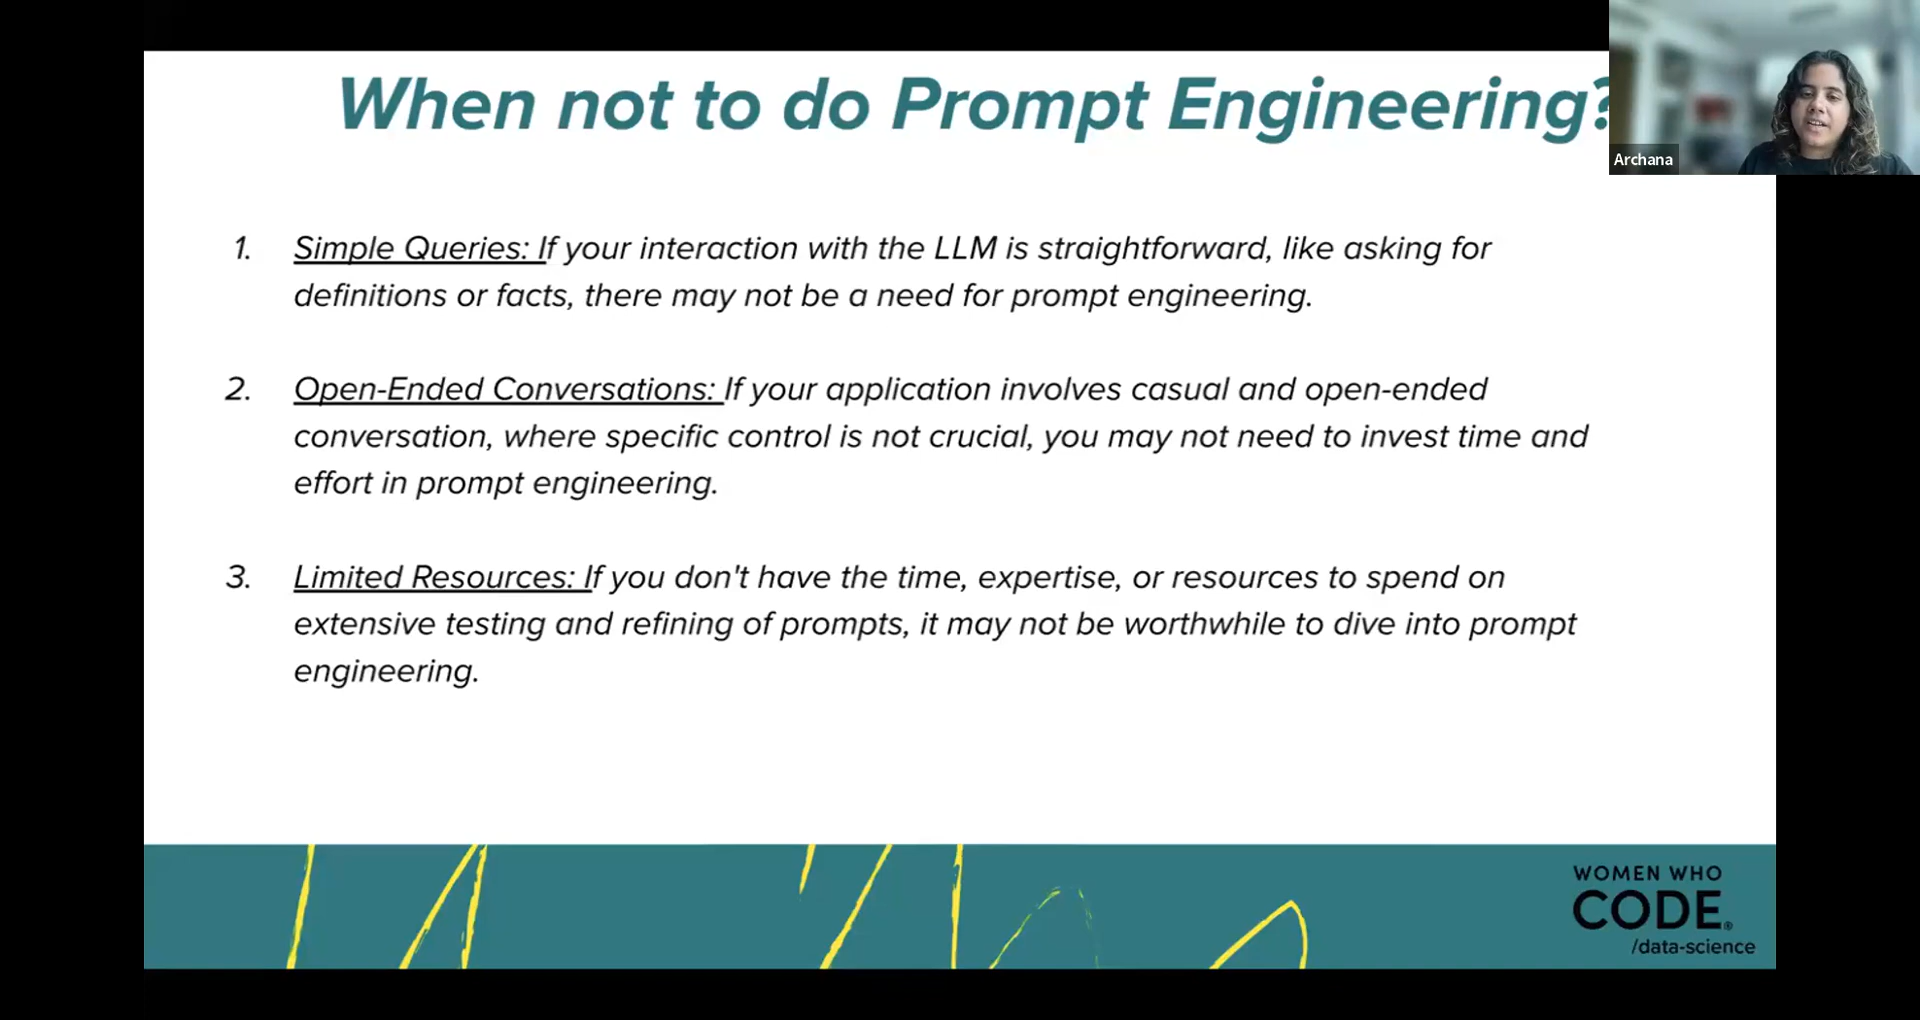 When not to do Prompt Engineering?
Archana
1. Simple Queries: If your interaction with the LLM is straightforward, like asking for
definitions or facts, there may not be a need for prompt engineering.
2. Open-Ended Conversations: If your application involves casual and open-ended
conversation, where specific control is not crucial, you may not need to invest time and
effort in prompt engineering.
3. Limited Resources: If you don't have the time, expertise, or resources to spend on
extensive testing and refining of prompts, it may not be worthwhile to dive into prompt
engineering.
WOMEN WHO
CODE®
/data-science